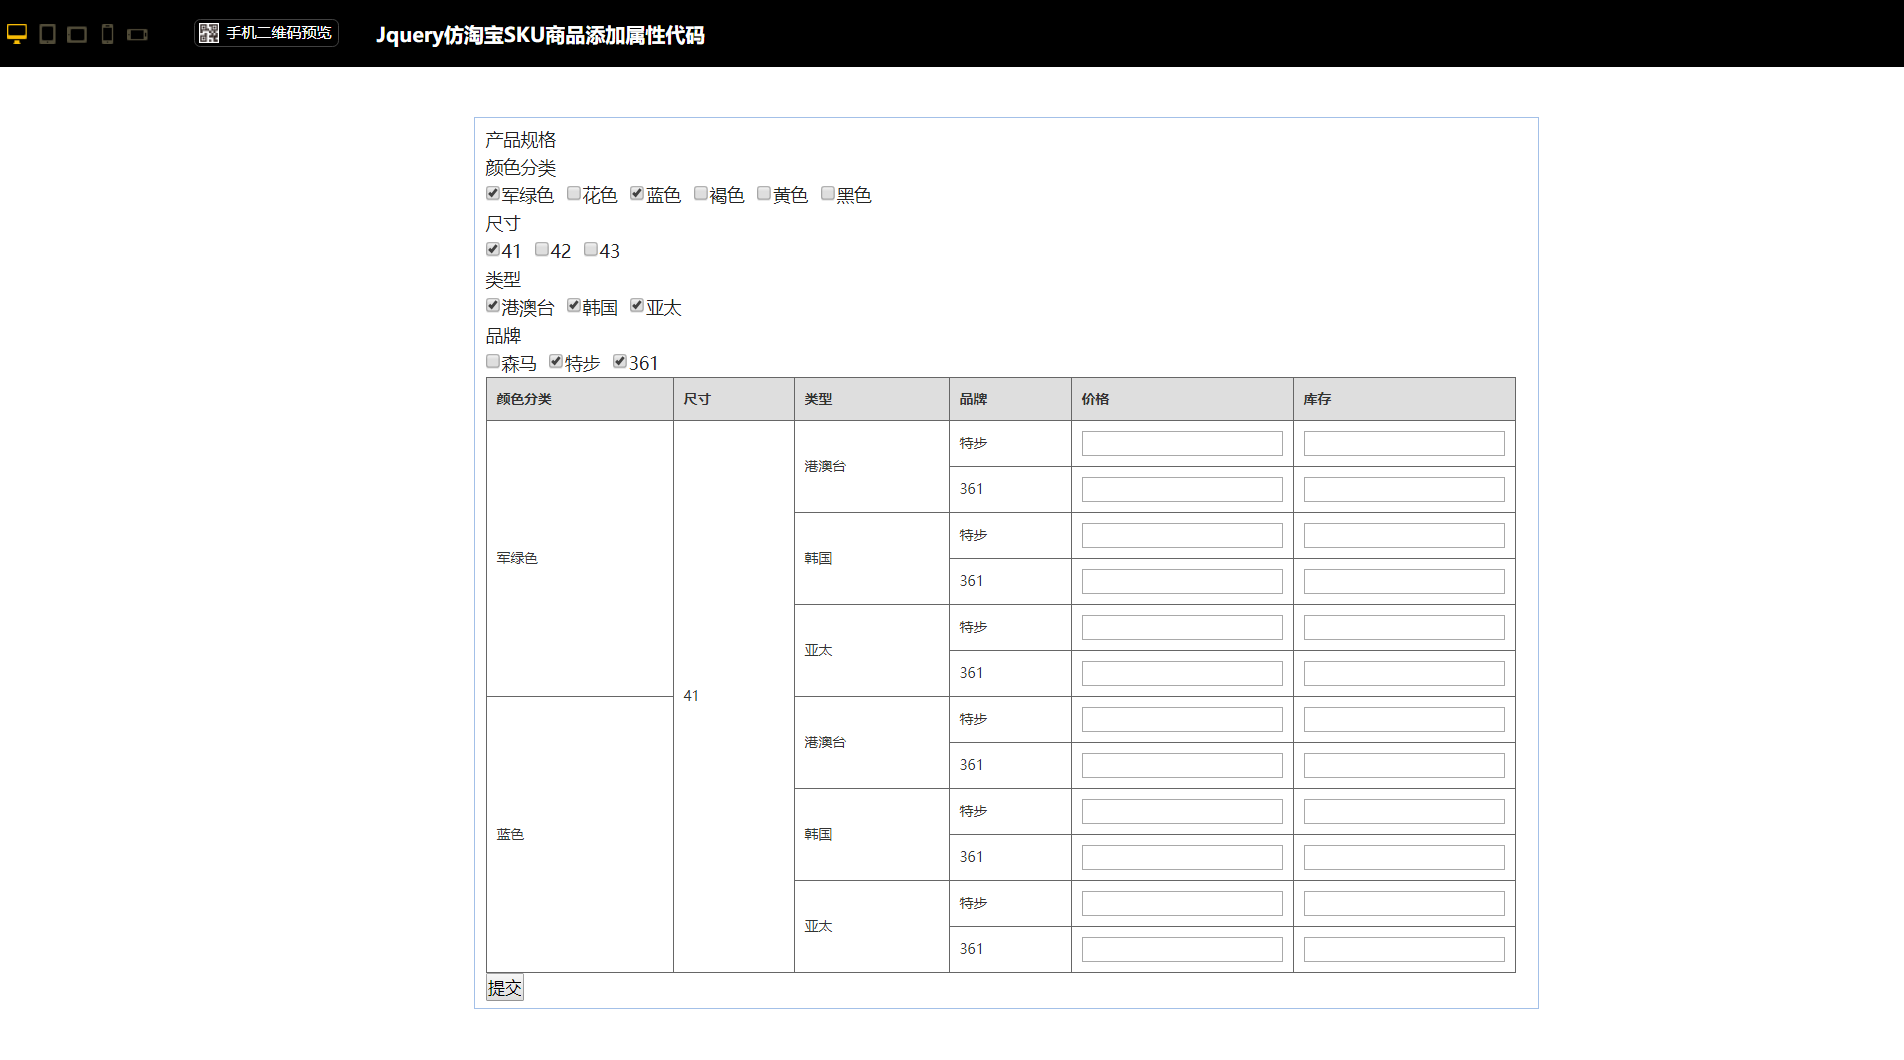 手机二维码预览 Jquery仿淘宝SKU商品添加属性代码
产品规格
颜色分类
军绿色 花色 蓝色 褐色 黄色 黑色
尺寸
41 42 43
类型
港澳台 韩国 亚太
品牌
森马 特步 361
颜色分类 尺寸 类型 品牌 价格 库存
军绿色 41 港澳台 特步
361
韩国 特步
361
亚太 特步
361
蓝色 港澳台 特步
361
韩国 特步
361
亚太 特步
361
提交